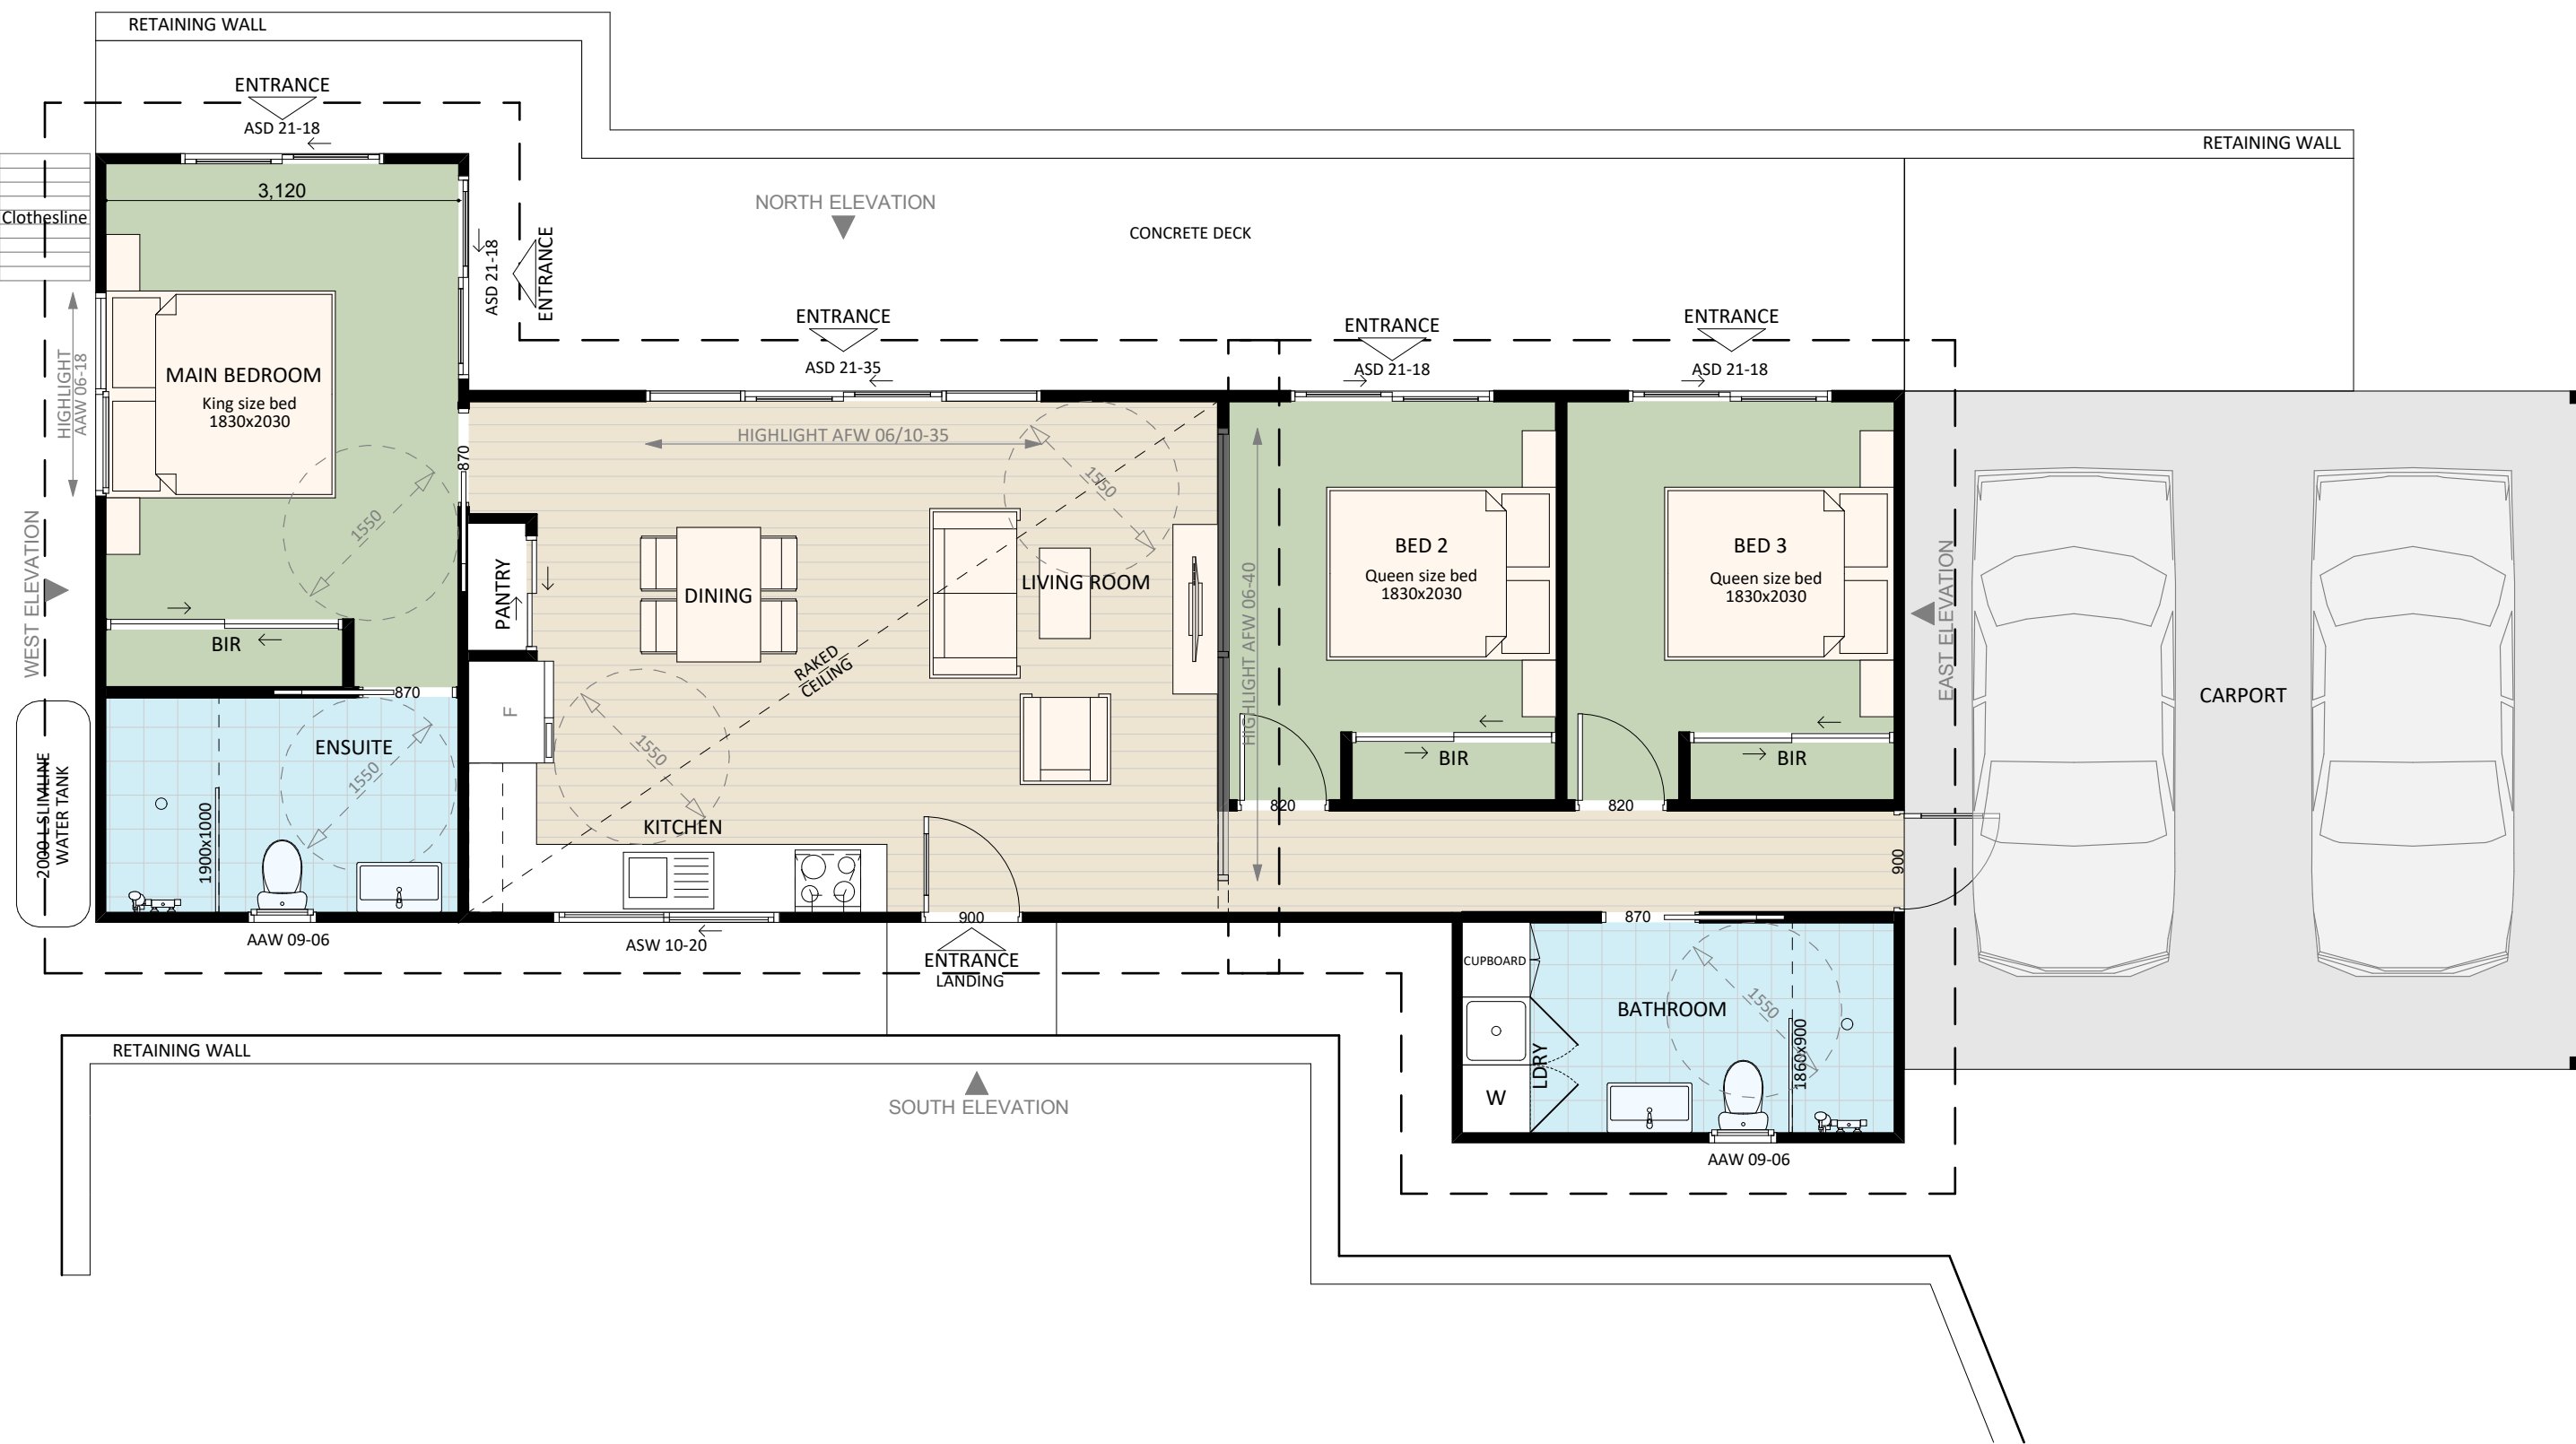 RETAINING WALL
ENTRANCE
ASD 21-18
RETAINING WALL
3,120
Clothesline
NORTH ELEVATION
CONCRETE DECK
ASD 21-18
ENTRANCE
ENTRANCE
ASD 21-35
ENTRANCE
ASD 21-18
ENTRANCE
ASD 21-18
HIGHLIGHT
AAW 06-18
MAIN BEDROOM
King size bed
1830x2030
870
HIGHLIGHT AFW 06/10-35
1550
1550
WEST ELEVATION
PANTRY
DINING
LIVING ROOM
HIGHLIGHT AFW 06-40
BED 2
Queen size bed
1830x2030
BED 3
Queen size bed
1830x2030
EAST ELEVATION
BIR
RAKED
CEILING
870
F
CARPORT
2000 L SLIMLINE
WATER TANK
ENSUITE
1550
1900x1000
1550
KITCHEN
BIR
BIR
820
820
900
AAW 09-06
ASW 10-20
900
ENTRANCE
LANDING
870
CUPBOARD
BATHROOM
1550
1860x900
LDRY
W
AAW 09-06
RETAINING WALL
SOUTH ELEVATION